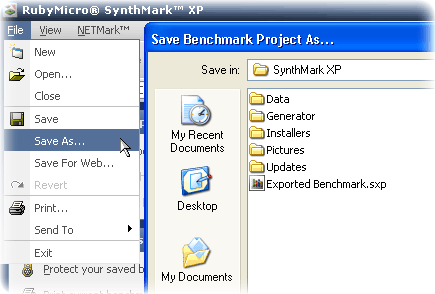 RubyMicro® SynthMark™ XP
File View NETMark™
New
Open...
Close
Save
Save As...
Save For Web...
Revert
Print...
Send To
Exit
Protect your saved b
Save Benchmark Project As...
Save in: SynthMark XP
My Recent
Documents
Desktop
My Documents
Data
Generator
Installers
Pictures
Updates
Exported Benchmark.sxp